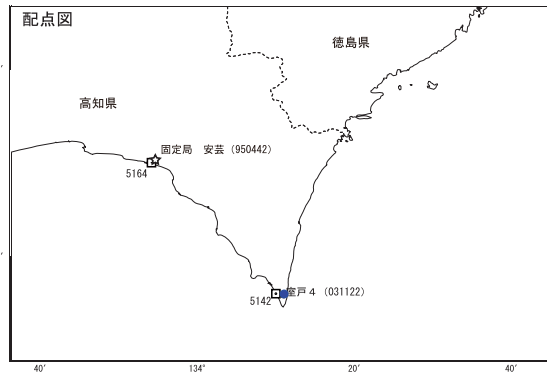 配点図
徳島県
高知県
固定局　安芸（950442）
5164
室戸４（031122）
5142
40′ 134° 20′ 40′